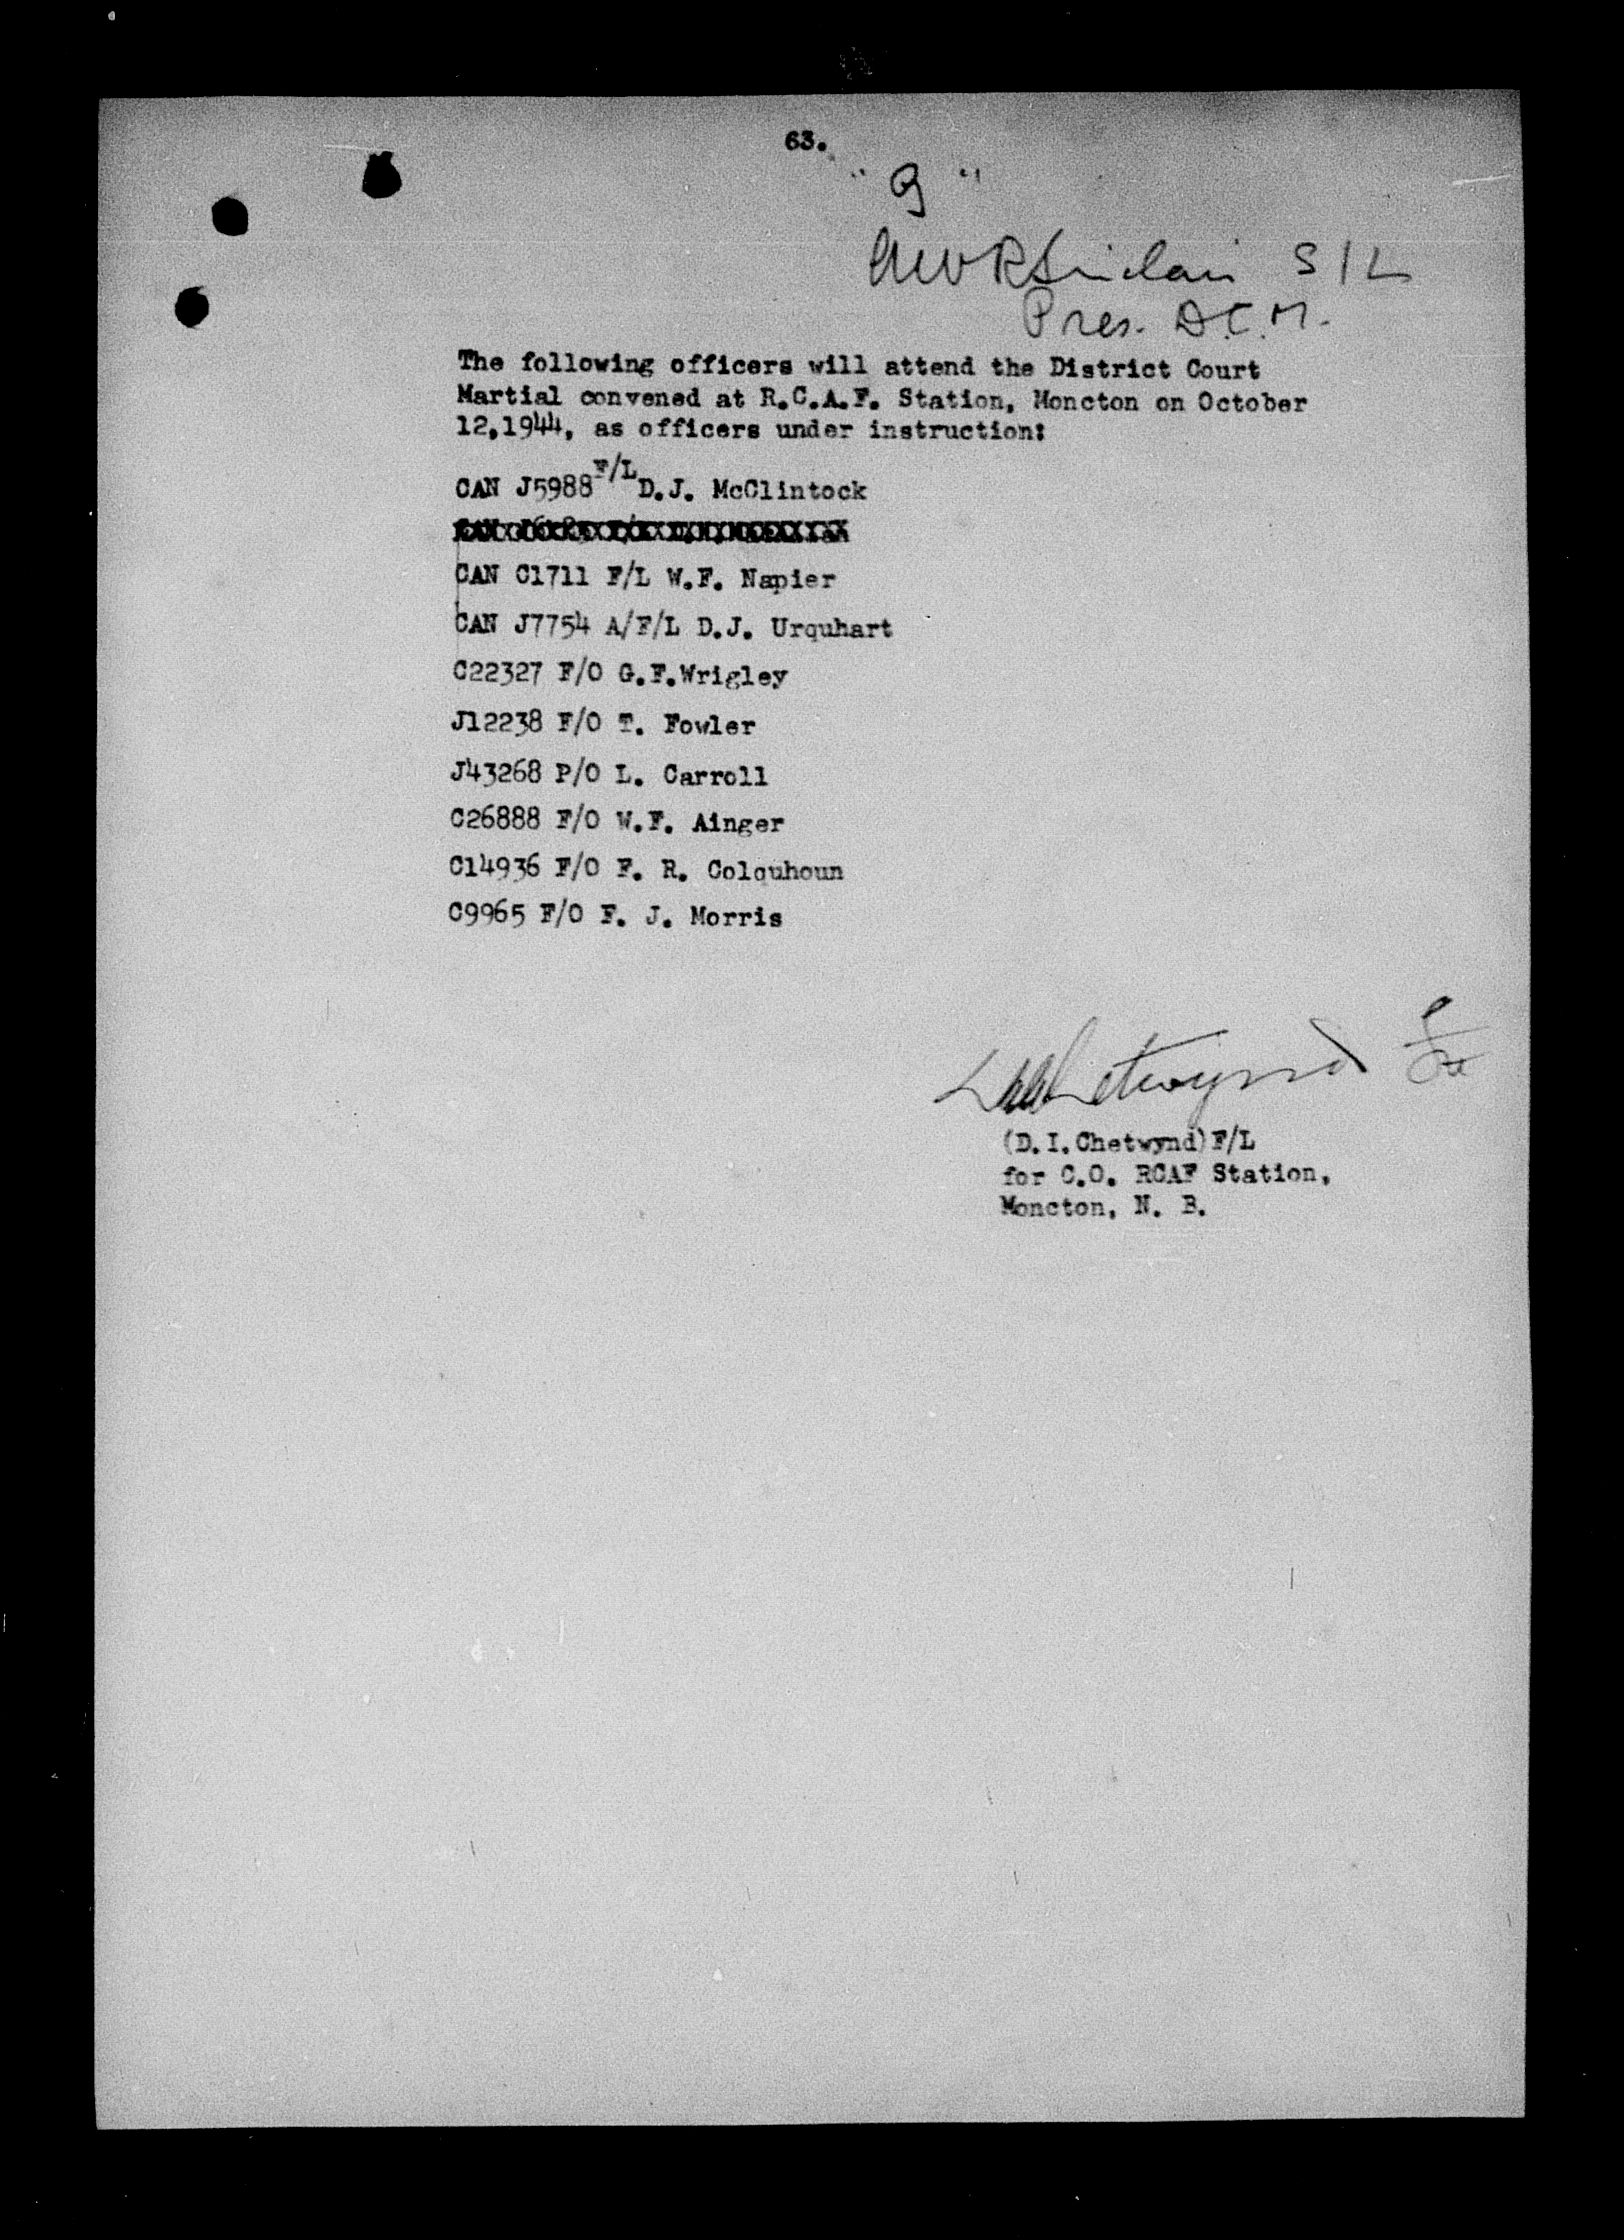 63.
Sinclair S/L
Pres. D.C.M.
The following officers will attend the District Court
Martial convened at R.C.A.F. Station, Moncton on October
12,1944, as officers under instruction:
CAN J5988 F/L D.J. McClintock
CAN C1711 F/L W.F. Napier
CAN J7754 A/F/L D.J. Urquhart
C22327 F/O G.F.Wrigley
J12238 F/O T. Fowler
J43268 P/O L. Carroll
C26888 F/O W.F. Ainger
C14936 F/O F. R. Colquhoun
C9965 F/O F. J. Morris
Chetwynd
(D.I.Chetwynd)F/L
for C.O. RCAF Station,
Moncton, N. B.